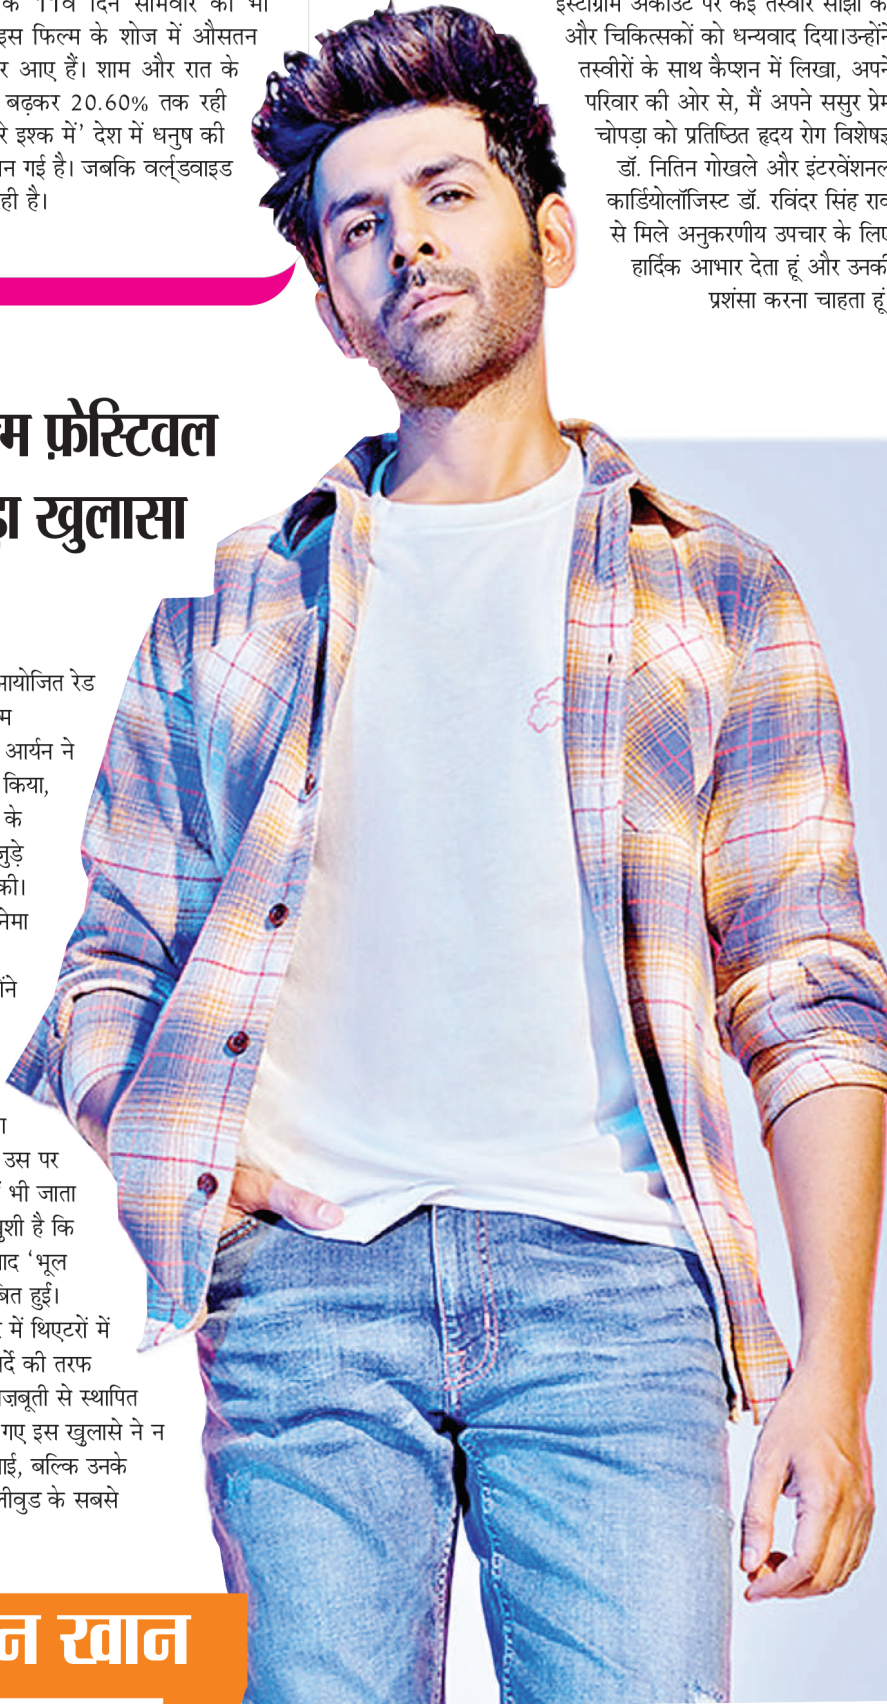 11वें दिन सोमवार को भी
इस फिल्म के शोज में औसतन
आए हैं। शाम और रात के
बढ़कर 20.60% तक रही
इश्क में’ देश में धनुष की
गई है। जबकि वर्ल्डवाइड
ही है।
इंस्टाग्राम अकाउंट पर कई तस्वीरें साझा
और चिकित्सकों को धन्यवाद दिया।उन्होंने
तस्वीरों के साथ कैप्शन में लिखा, अपने
परिवार की ओर से, मैं अपने ससुर प्रेम
चोपड़ा को प्रतिष्ठित हृदय रोग विशेषज्ञ
डॉ. नितिन गोखले और इंटरवेंशनल
कार्डियोलॉजिस्ट डॉ. रविंदर सिंह राव
से मिले अनुकरणीय उपचार के लिए
हार्दिक आभार देता हूं और उनकी
प्रशंसा करना चाहता हूं
फ़ेस्टिवल
खुलासा
आयोजित रेड
आर्यन ने
किया,
के
जुड़े
की।
उस पर
भी जाता
है कि
‘भूल
हुई।
में थिएटरों में
की तरफ
से स्थापित
गए इस खुलासे ने न
बल्कि उनके
के सबसे
खान